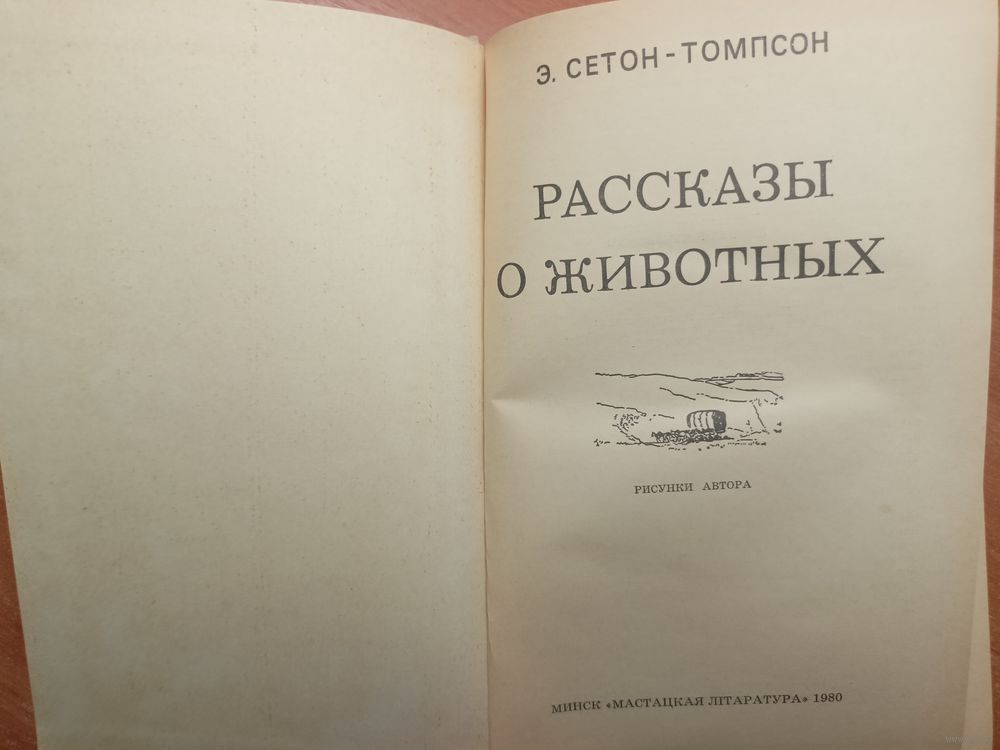 Э. СЕТОН-ТОМПСОН
РАССКАЗЫ
О ЖИВОТНЫХ
РИСУНКИ АВТОРА
МИНСК «МАСТАЦКАЯ ЛІТАРАТУРА» 1980